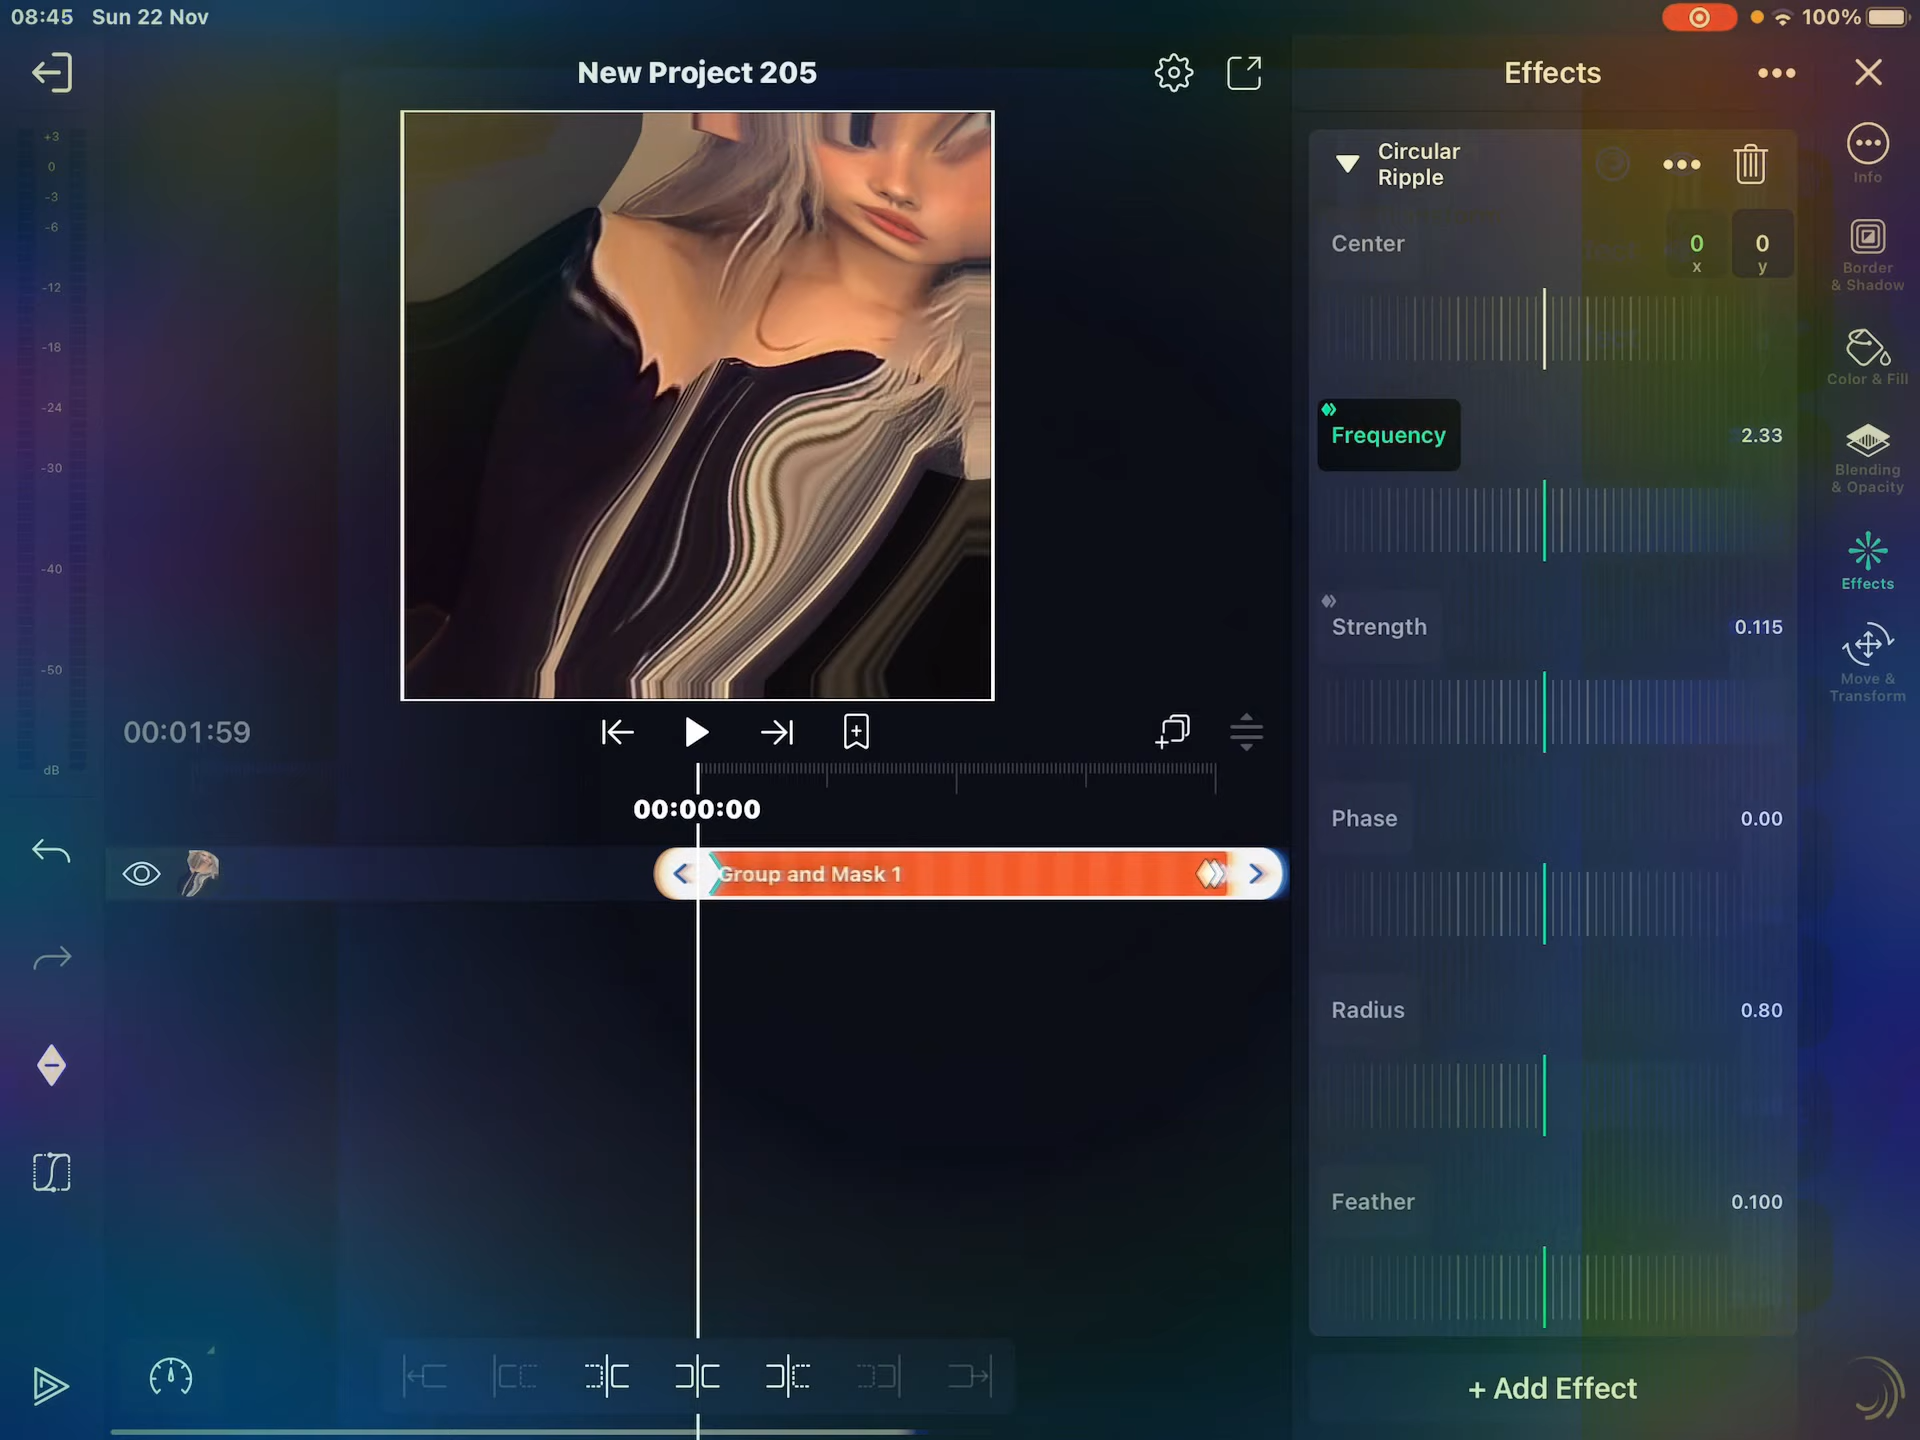 08:45 Sun 22 Nov
100%
New Project 205
Effects
+3
0
-3
-6
-12
-18
-24
-30
-40
-50
dB
Circular
Ripple
Center
0
x
0
y
Frequency
2.33
Strength
0.115
Phase
0.00
Radius
0.80
Feather
0.100
+ Add Effect
Info
Border
& Shadow
Color & Fill
Blending
& Opacity
Effects
Move &
Transform
00:01:59
00:00:00
Group and Mask 1